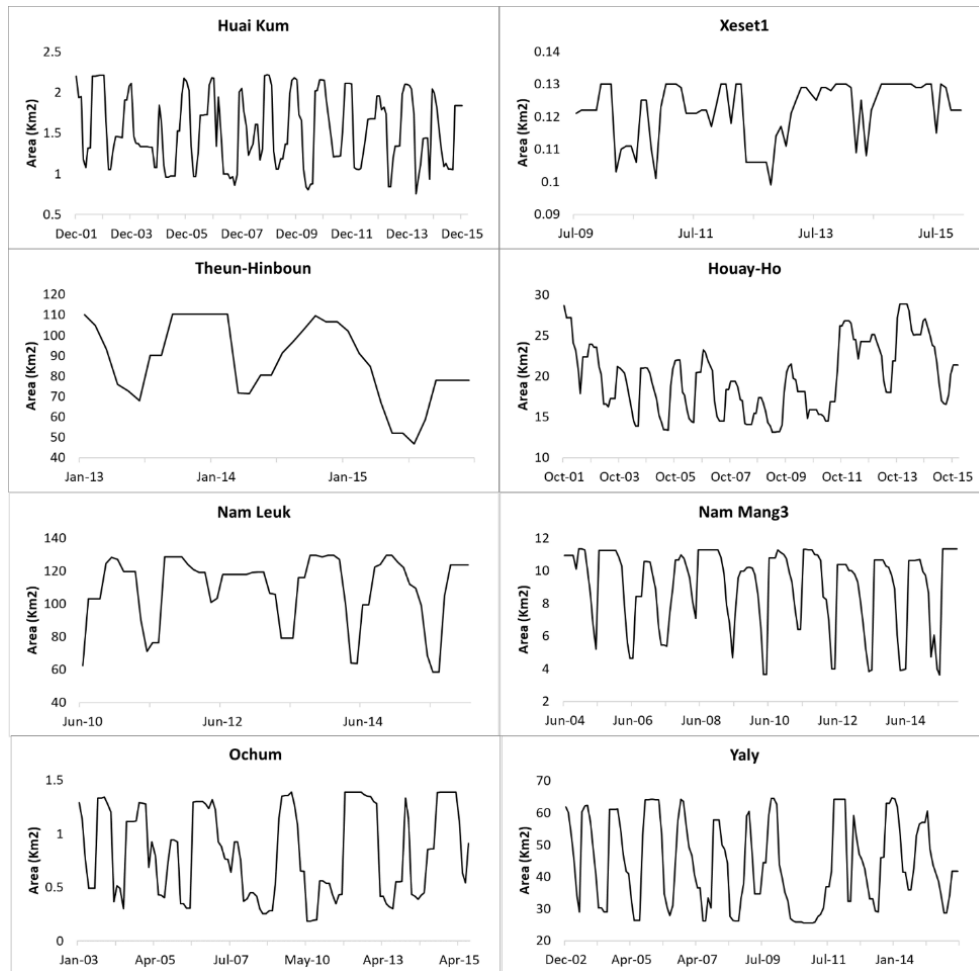 Huai Kum
Area (Km2)
2.5
2
1.5
1
0.5
Dec-01 Dec-03 Dec-05 Dec-07 Dec-09 Dec-11 Dec-13 Dec-15
Xeset1
Area (Km2)
0.14
0.13
0.12
0.11
0.1
0.09
Jul-09 Jul-11 Jul-13 Jul-15
Theun-Hinboun
Area (Km2)
120
110
100
90
80
70
60
50
40
Jan-13 Jan-14 Jan-15
Houay-Ho
Area (Km2)
30
25
20
15
10
Oct-01 Oct-03 Oct-05 Oct-07 Oct-09 Oct-11 Oct-13 Oct-15
Nam Leuk
Area (Km2)
140
120
100
80
60
40
Jun-10 Jun-12 Jun-14
Nam Mang3
Area (Km2)
12
10
8
6
4
2
Jun-04 Jun-06 Jun-08 Jun-10 Jun-12 Jun-14
Ochum
Area (Km2)
1.5
1
0.5
0
Jan-03 Apr-05 Jul-07 May-10 Apr-13 Apr-15
Yaly
Area (Km2)
70
60
50
40
30
20
Dec-02 Apr-05 Apr-07 Jul-09 Jul-11 Jan-14